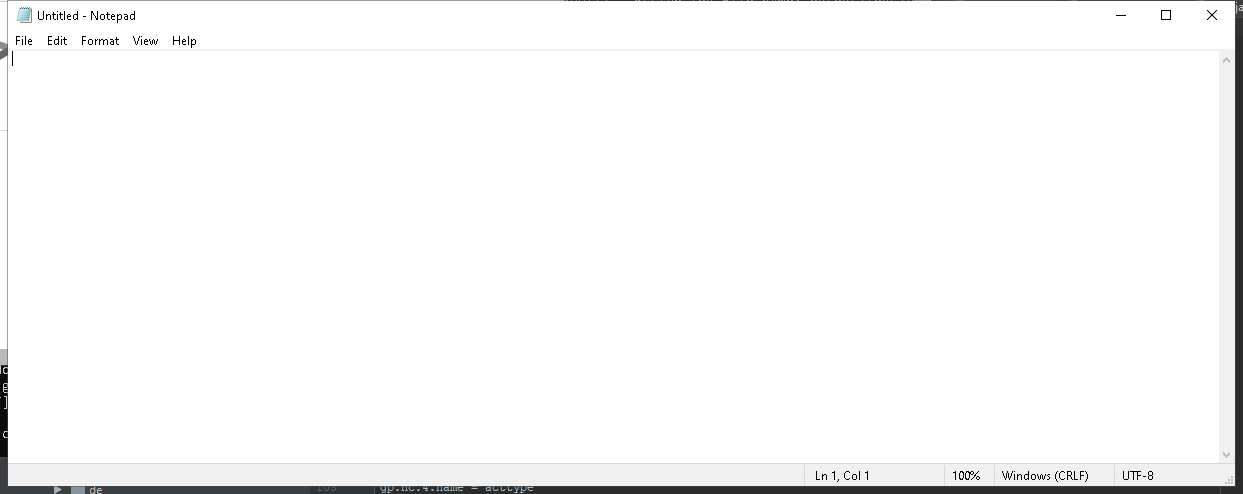 Untitled - Notepad
File Edit Format View Help
Ln 1, Col 1 100% Windows (CRLF) UTF-8
de 103 gp.nc.4.name = acctype